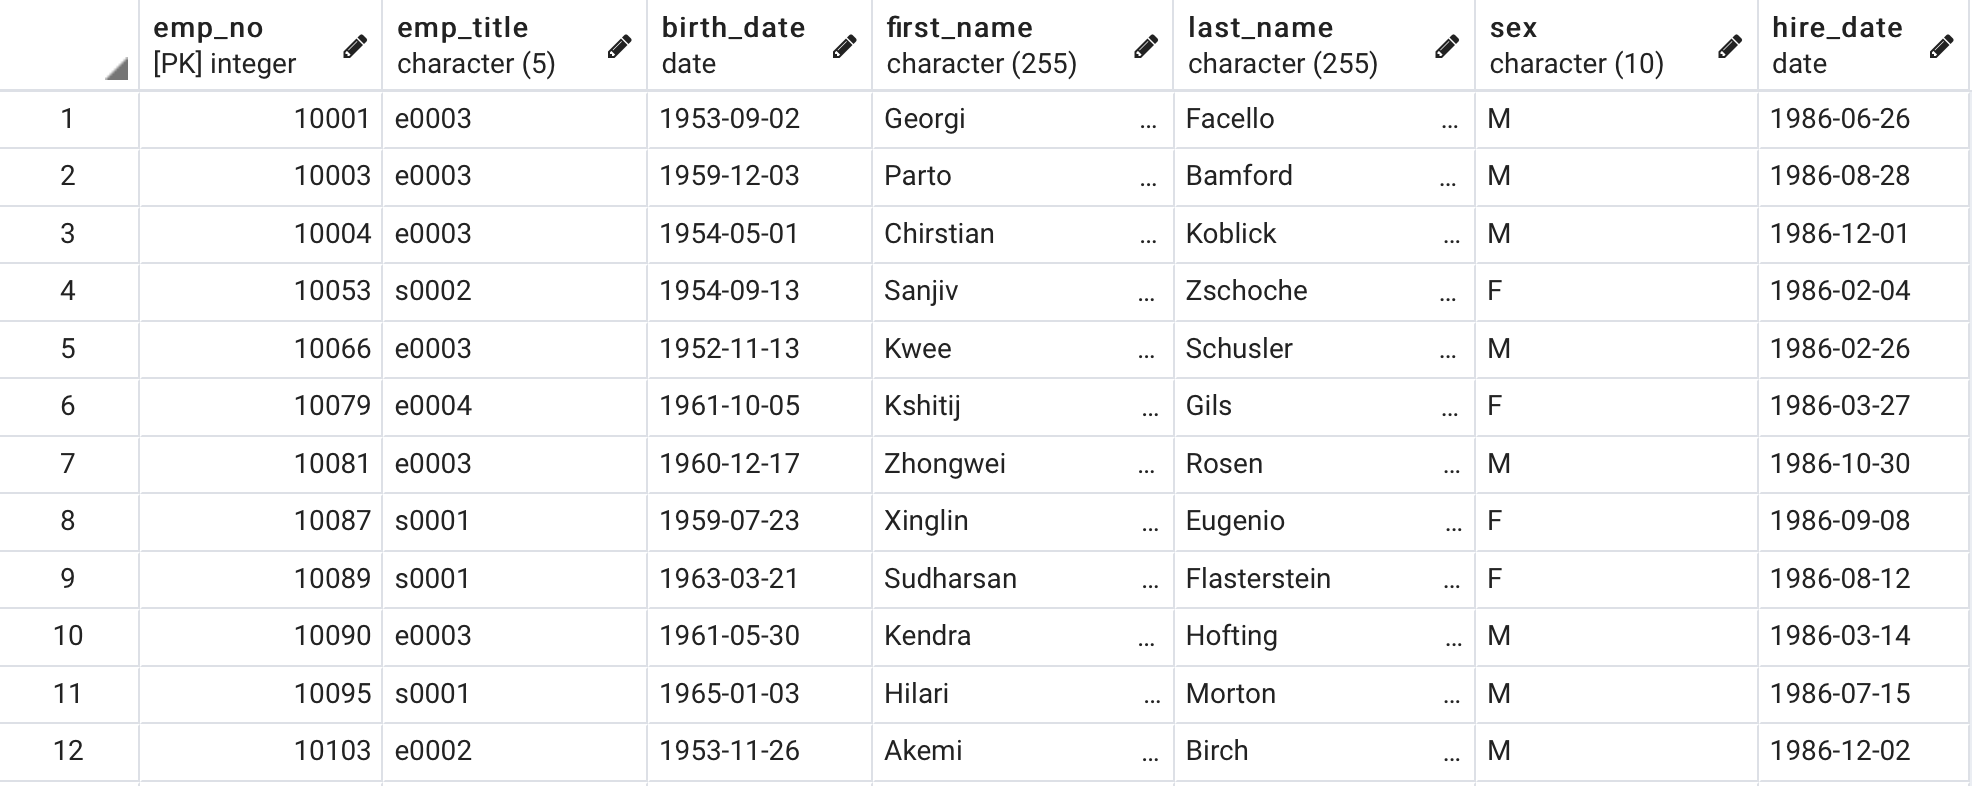 emp_no emp_title birth_date first_name last_name sex hire_date
[PK] integer character (5) date character (255) character (255) character (10) date
1 10001 e0003 1953-09-02 Georgi ... Facello ... M 1986-06-26
2 10003 e0003 1959-12-03 Parto ... Bamford ... M 1986-08-28
3 10004 e0003 1954-05-01 Chirstian ... Koblick ... M 1986-12-01
4 10053 s0002 1954-09-13 Sanjiv ... Zschoche ... F 1986-02-04
5 10066 e0003 1952-11-13 Kwee ... Schusler ... M 1986-02-26
6 10079 e0004 1961-10-05 Kshitij ... Gils ... F 1986-03-27
7 10081 e0003 1960-12-17 Zhongwei ... Rosen ... M 1986-10-30
8 10087 s0001 1959-07-23 Xinglin ... Eugenio ... F 1986-09-08
9 10089 s0001 1963-03-21 Sudharsan ... Flasterstein ... F 1986-08-12
10 10090 e0003 1961-05-30 Kendra ... Hofting ... M 1986-03-14
11 10095 s0001 1965-01-03 Hilari ... Morton ... M 1986-07-15
12 10103 e0002 1953-11-26 Akemi ... Birch ... M 1986-12-02